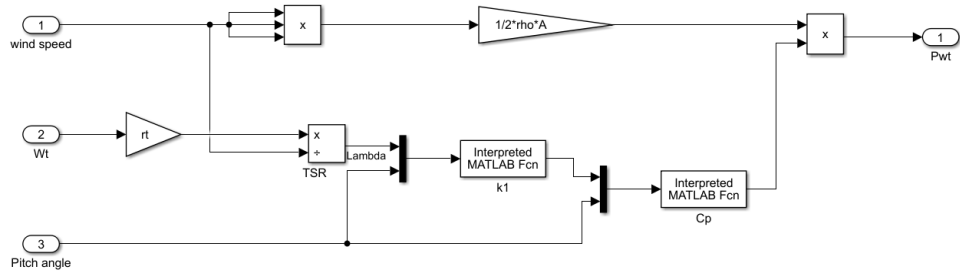 1
wind speed
x
1/2*rho*A
x
1
Pwt
2
Wt
rt
x
÷
TSR
Lambda
Interpreted
MATLAB Fcn
k1
Interpreted
MATLAB Fcn
Cp
3
Pitch angle